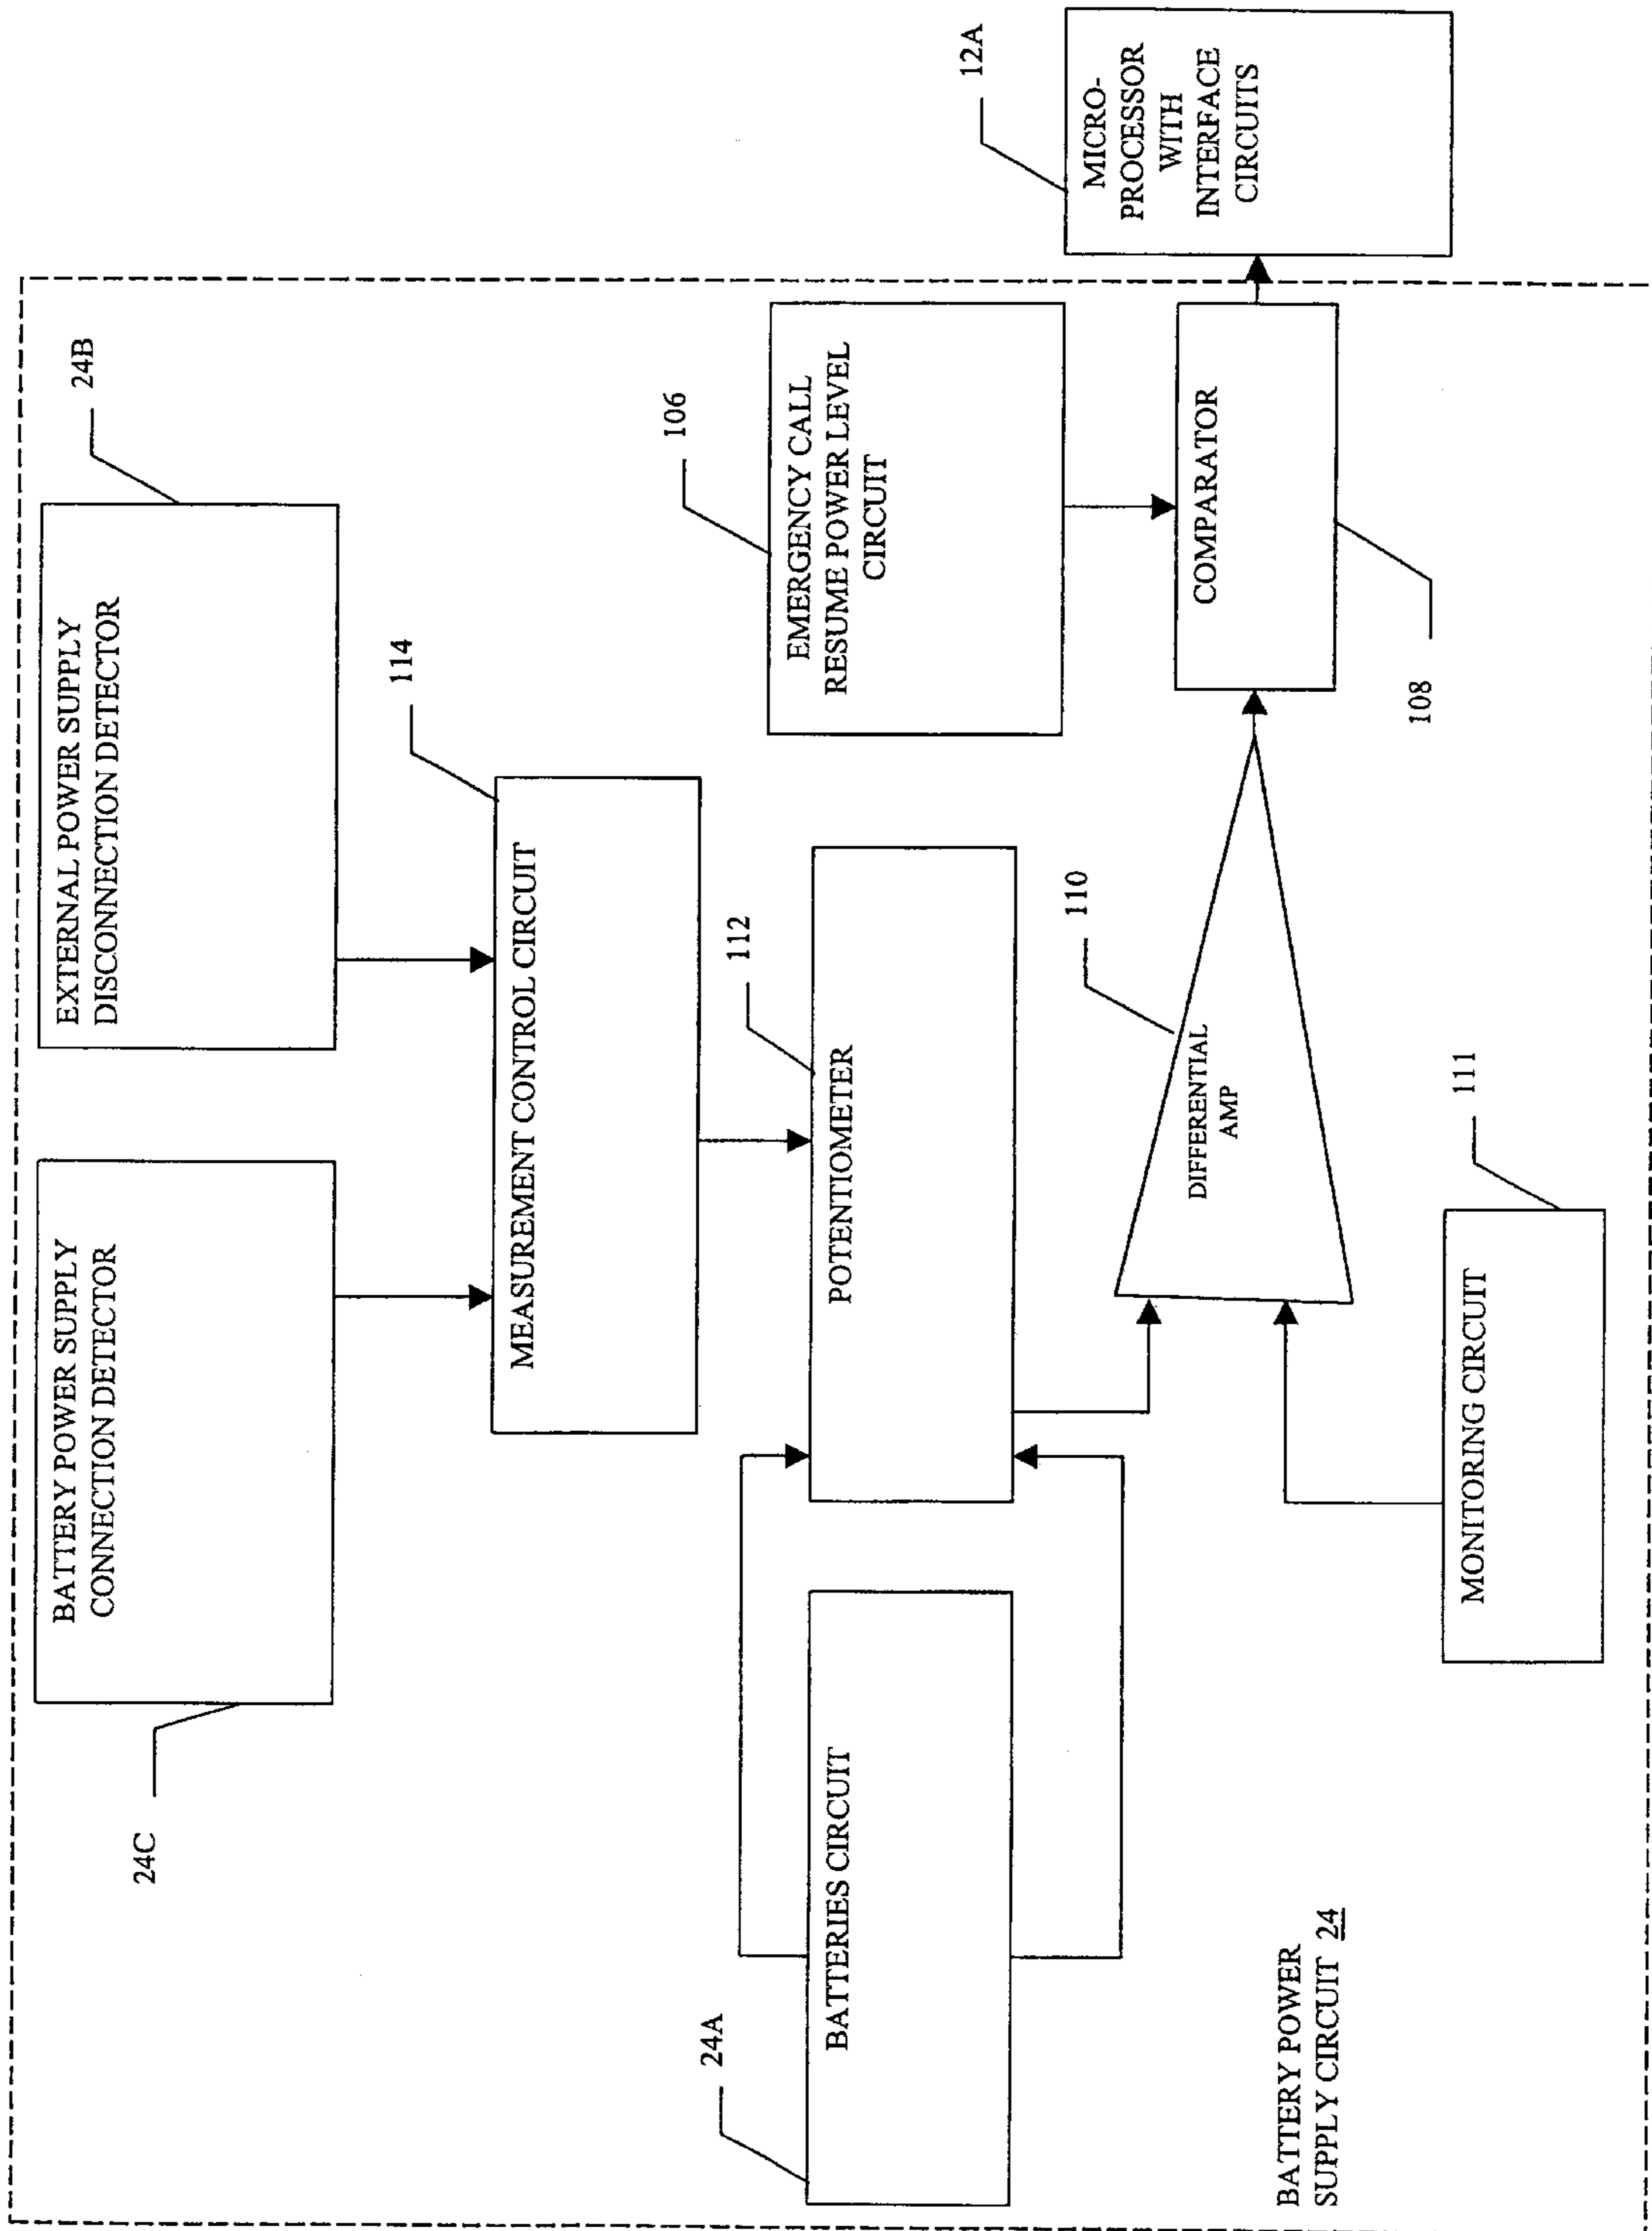 BATTERY POWER SUPPLY
CONNECTION DETECTOR
24C
EXTERNAL POWER SUPPLY
DISCONNECTION DETECTOR
24B
MEASUREMENT CONTROL CIRCUIT
114
24A
BATTERIES CIRCUIT
POTENTIOMETER
112
EMERGENCY CALL
RESUME POWER LEVEL
CIRCUIT
106
DIFFERENTIAL
AMP
110
COMPARATOR
108
MICRO-
PROCESSOR
WITH
INTERFACE
CIRCUITS
12A
MONITORING CIRCUIT
111
BATTERY POWER
SUPPLY CIRCUIT 24